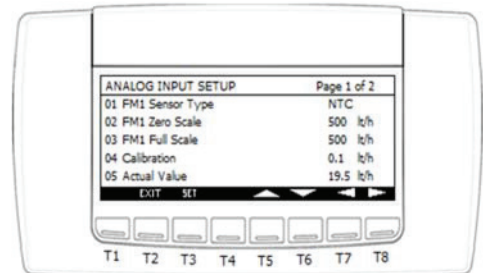 ANALOG INPUT SETUP Page 1 of 2
01 FM1 Sensor Type NTC
02 FM1 Zero Scale 500 lt/h
03 FM1 Full Scale 500 lt/h
04 Calibration 0.1 lt/h
05 Actual Value 19.5 lt/h
EXIT SET
T1 T2 T3 T4 T5 T6 T7 T8